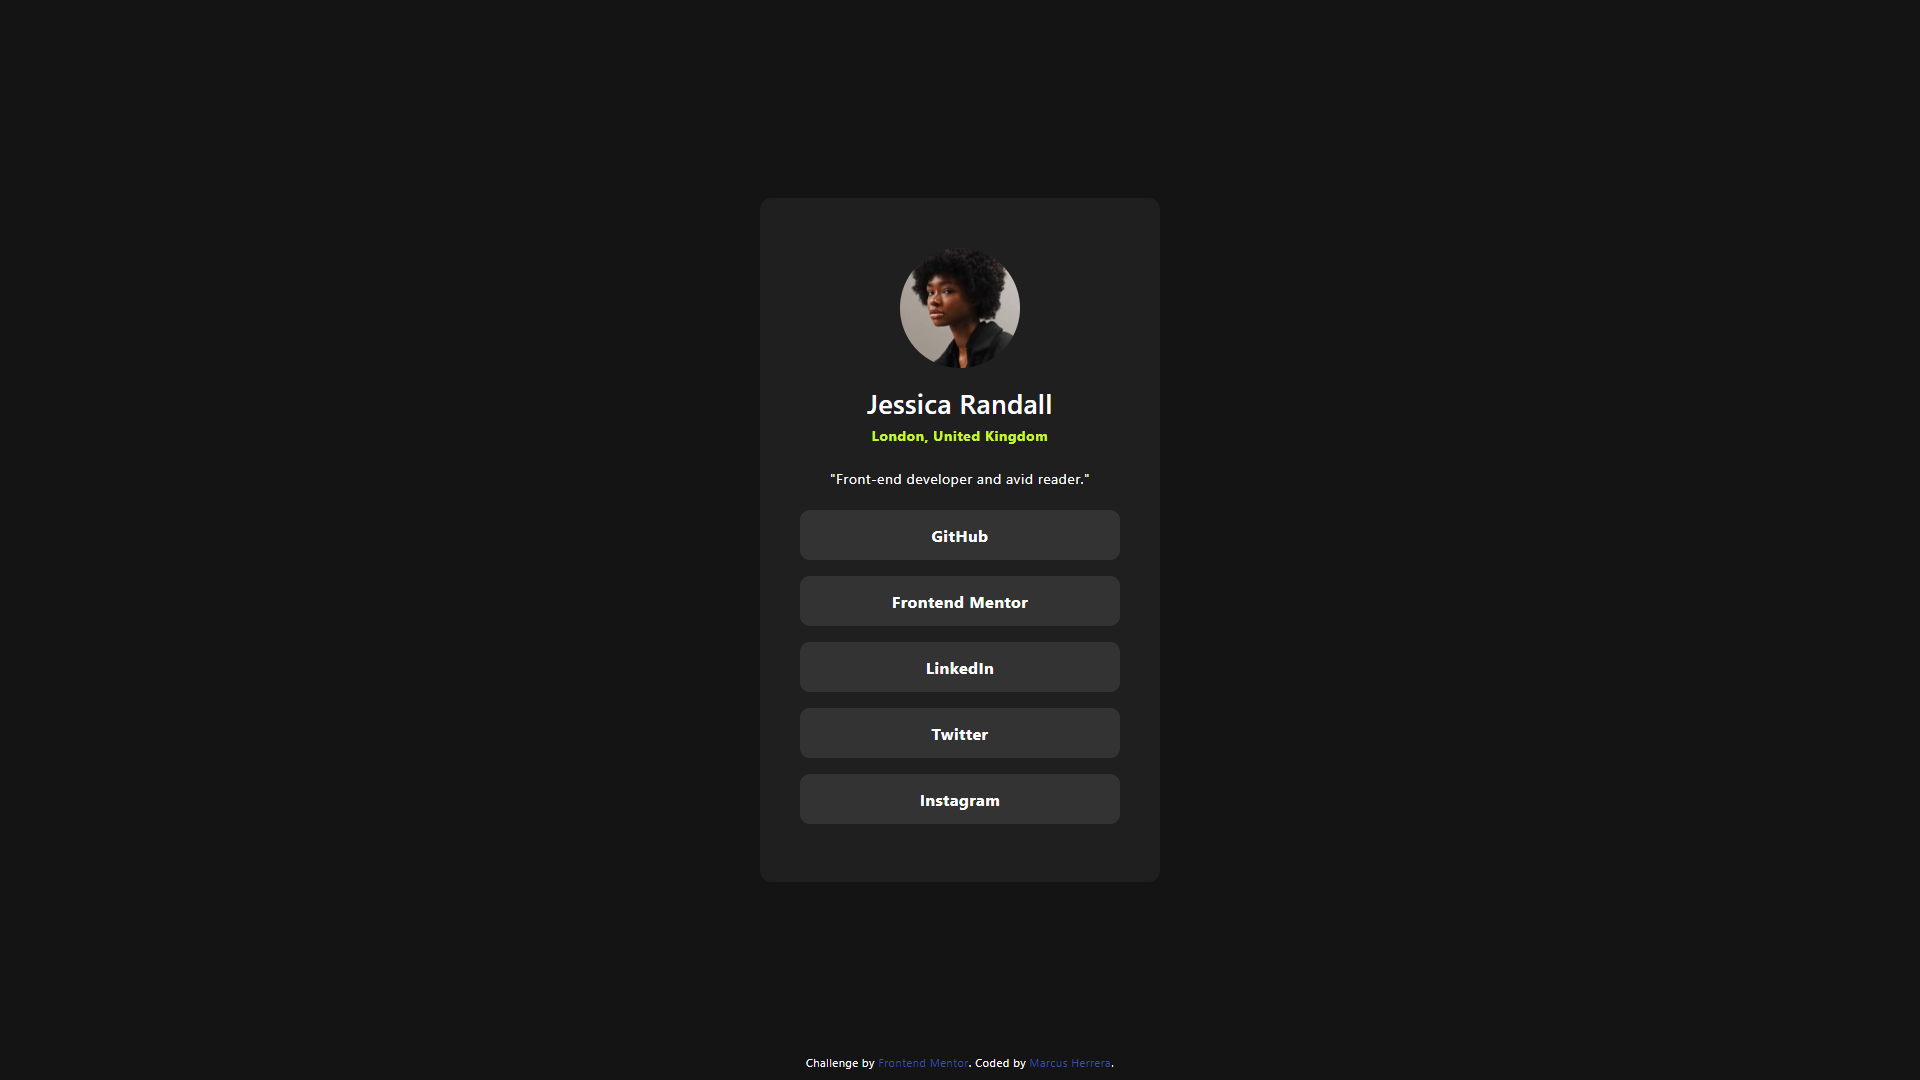 Jessica Randall
London, United Kingdom
"Front-end developer and avid reader."
GitHub
Frontend Mentor
LinkedIn
Twitter
Instagram
Challenge by Frontend Mentor. Coded by Marcus Herrera.